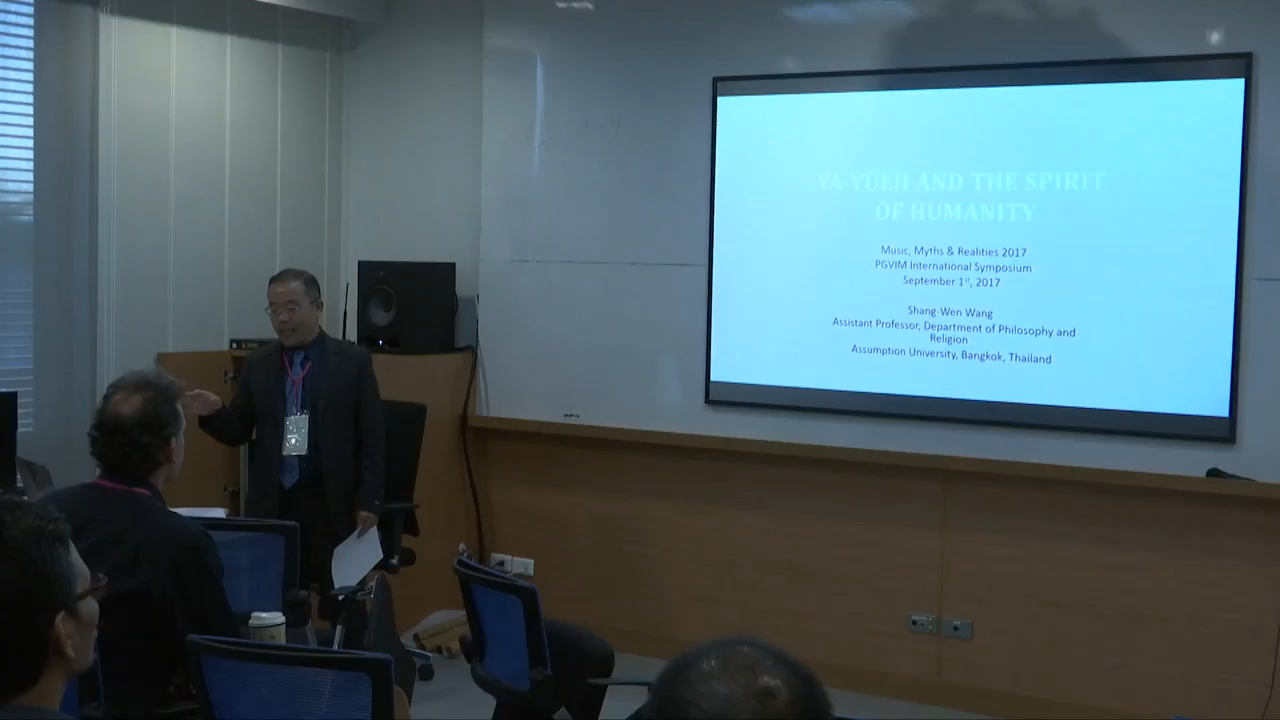 YA-YÜEH AND THE SPIRIT
OF HUMANITY
Music, Myths & Realities 2017
PGVIM International Symposium
September 1st, 2017
Shang-Wen Wang
Assistant Professor, Department of Philosophy and
Religion
Assumption University, Bangkok, Thailand